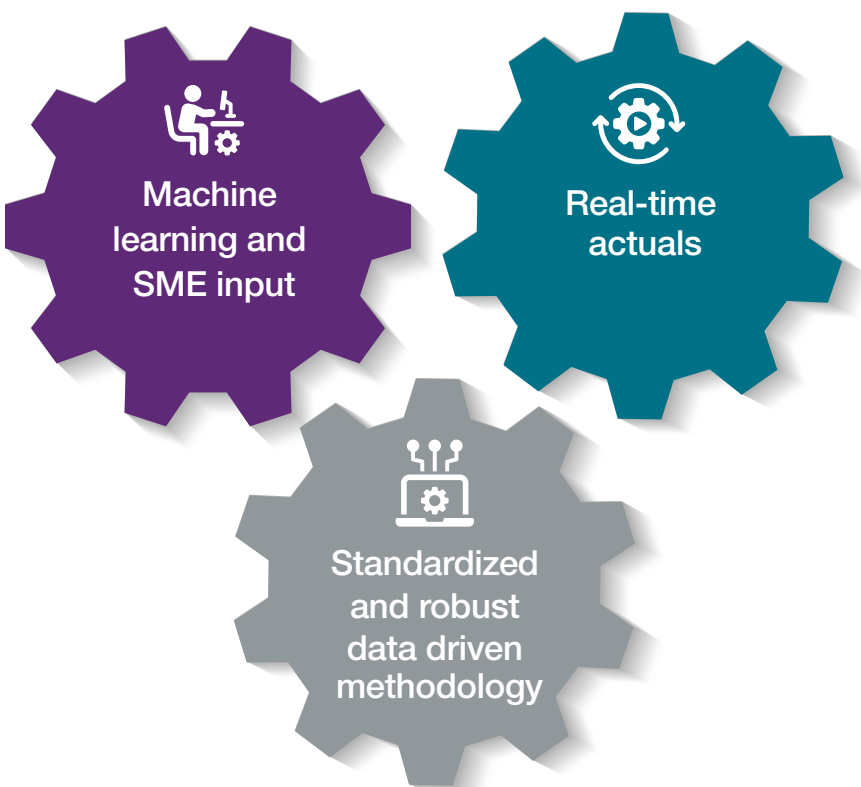 Machine
learning and
SME input
Real-time
actuals
Standardized
and robust
data driven
methodology